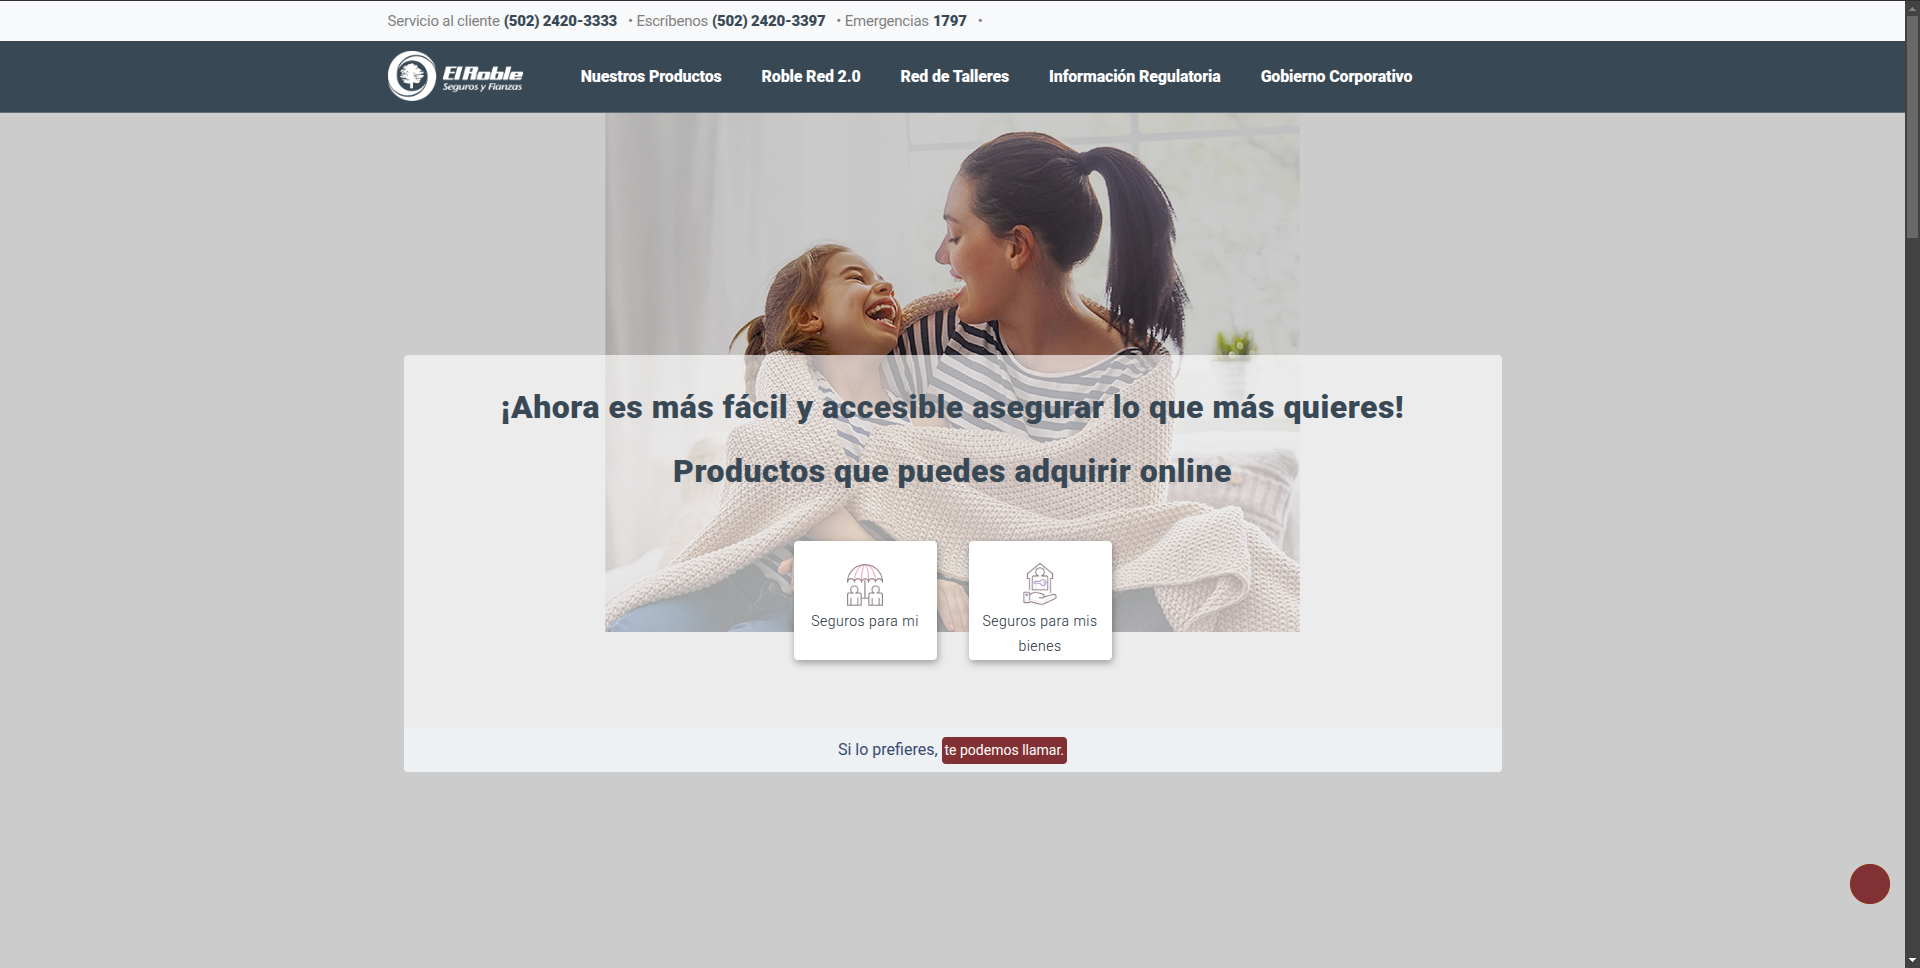 Servicio al cliente (502) 2420-3333 • Escríbenos (502) 2420-3397 • Emergencias 1797 •
El Roble
Seguros y Fianzas
Nuestros Productos
Roble Red 2.0
Red de Talleres
Información Regulatoria
Gobierno Corporativo
¡Ahora es más fácil y accesible asegurar lo que más quieres!
Productos que puedes adquirir online
Seguros para mi
Seguros para mis
bienes
Si lo prefieres, te podemos llamar.